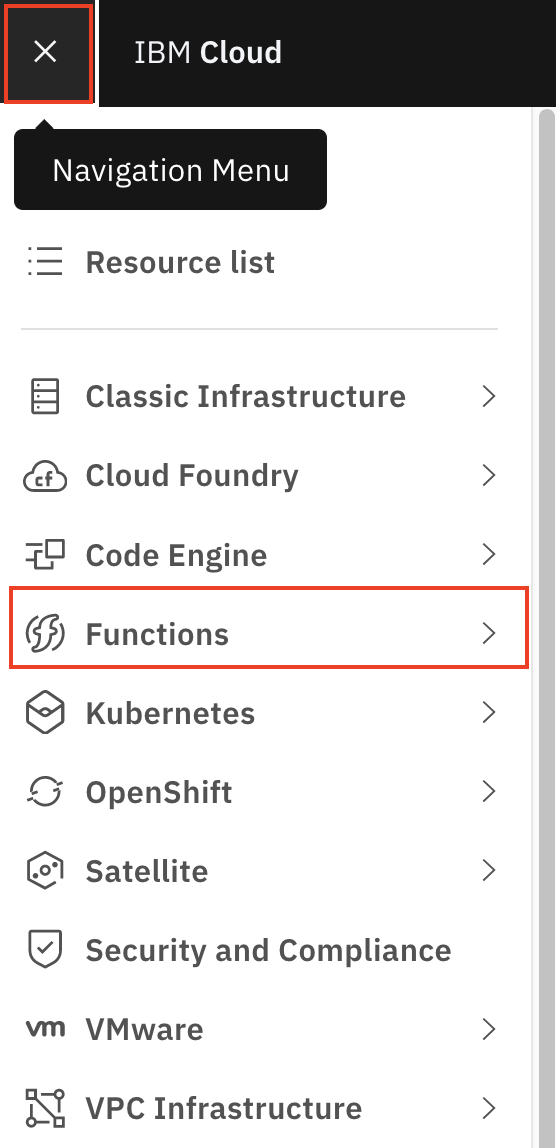 IBM Cloud
Navigation Menu
Resource list
Classic Infrastructure
cf Cloud Foundry
Code Engine
Functions
Kubernetes
OpenShift
Satellite
Security and Compliance
vm VMware
VPC Infrastructure